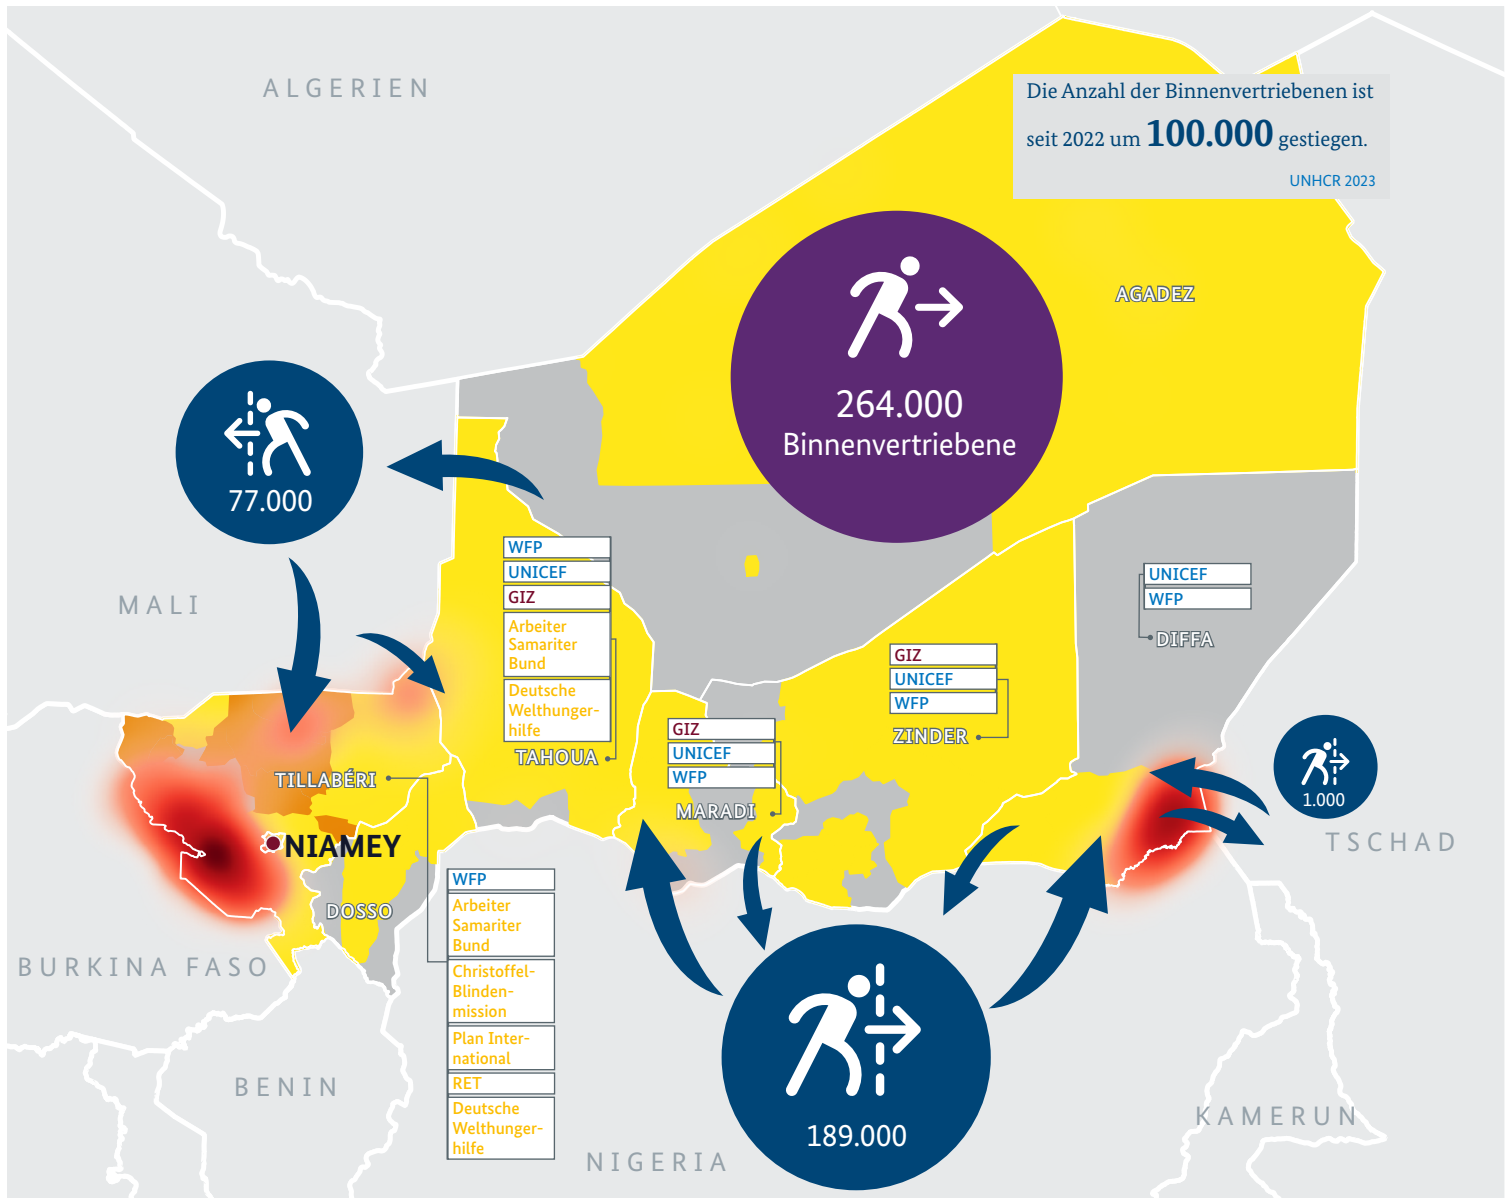 ALGERIEN
Die Anzahl der Binnenvertriebenen ist
seit 2022 um 100.000 gestiegen.
UNHCR 2023
AGADEZ
264.000
Binnenvertriebene
77.000
MALI
WFP
UNICEF
GIZ
Arbeiter
Samariter
Bund
Deutsche
Welthunger-
hilfe
TAHOUA
UNICEF
WFP
DIFFA
GIZ
UNICEF
WFP
ZINDER
GIZ
UNICEF
WFP
MARADI
TILLABÉRI
1.000
TSCHAD
NIAMEY
DOSSO
WFP
Arbeiter
Samariter
Bund
Christoffel-
Blinden-
mission
Plan Inter-
national
RET
Deutsche
Welthunger-
hilfe
BURKINA FASO
BENIN
189.000
NIGERIA
KAMERUN